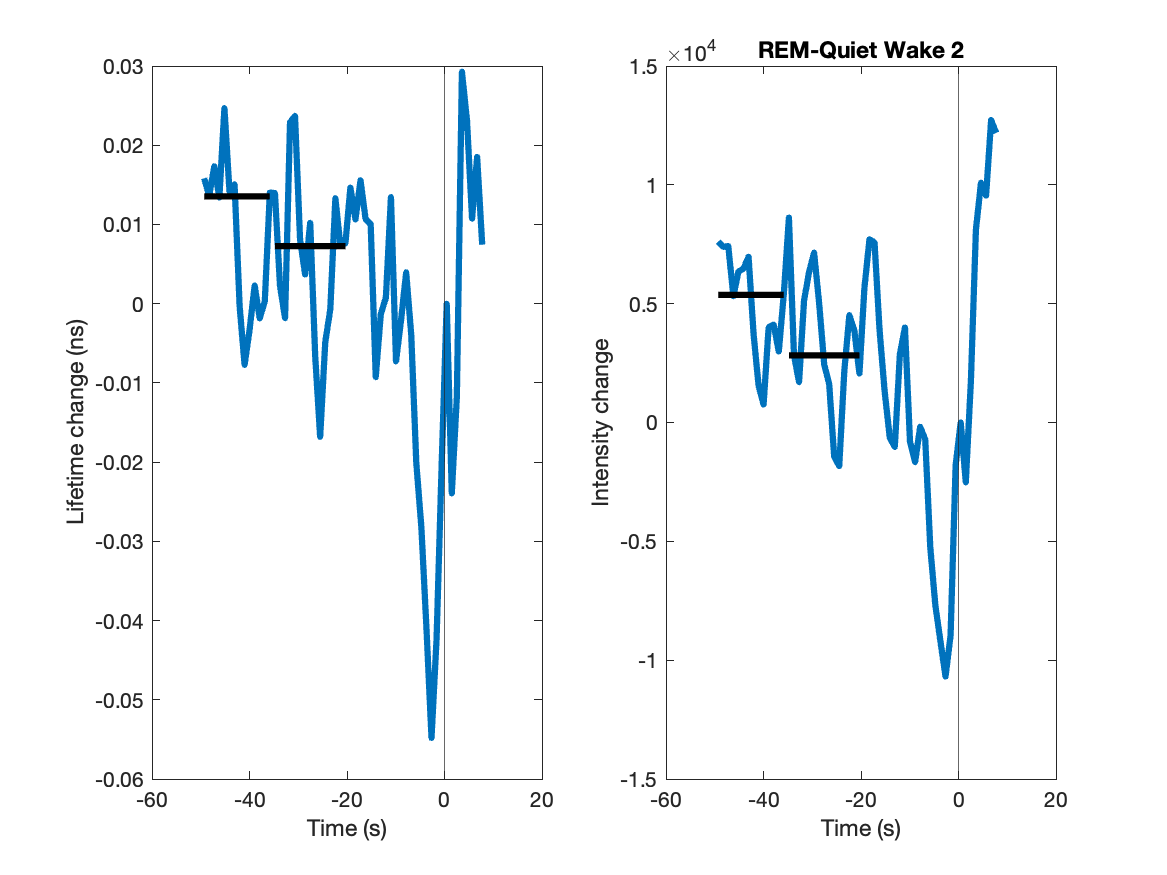 Lifetime change (ns)
0.03
0.02
0.01
0
-0.01
-0.02
-0.03
-0.04
-0.05
-0.06
-60 -40 -20 0 20
Time (s)
REM-Quiet Wake 2
×10⁴
Intensity change
1.5
1
0.5
0
-0.5
-1
-1.5
-60 -40 -20 0 20
Time (s)